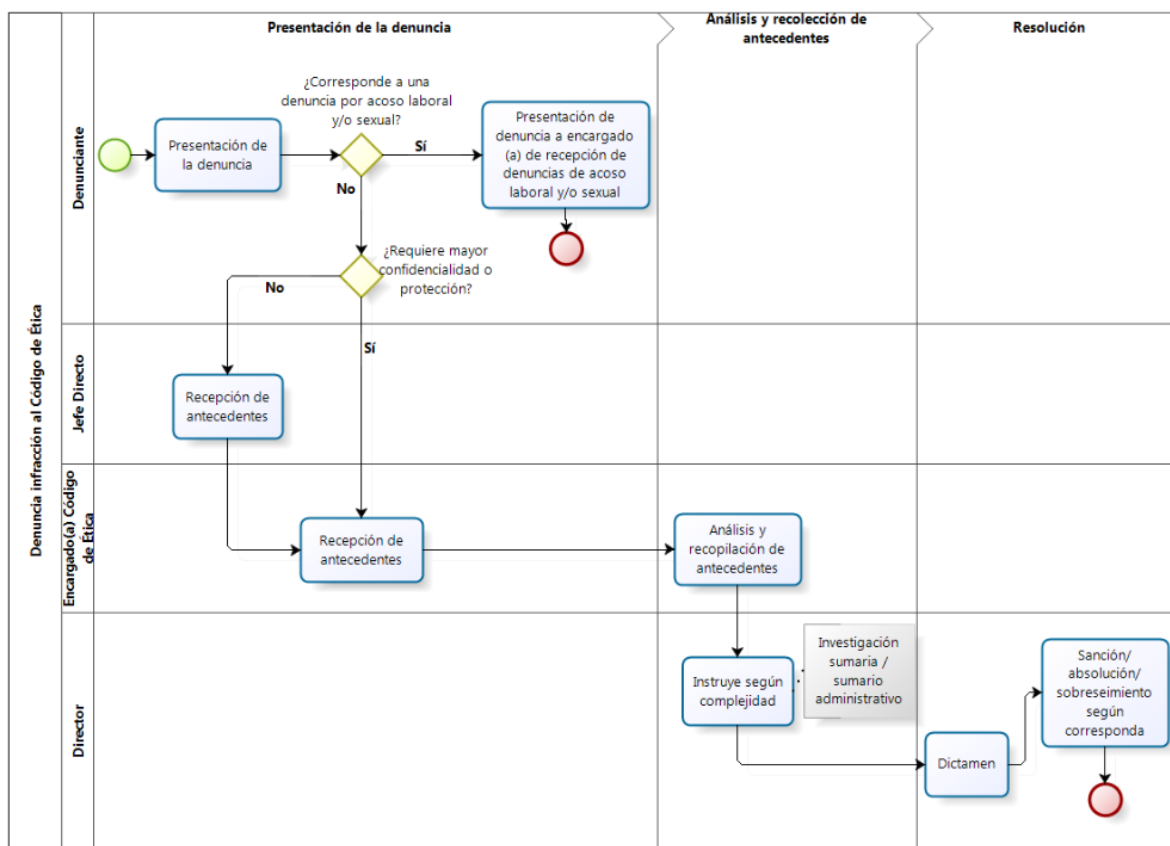 Presentación de la denuncia
Análisis y recolección de
antecedentes
Resolución
Denuncia infracción al Código de Ética
Denunciante
Presentación de
la denuncia
¿Corresponde a una
denuncia por acoso laboral
y/o sexual?
Sí
No
Presentación de
denuncia a encargado
(a) de recepción de
denuncias de acoso
laboral y/o sexual
¿Requiere mayor
confidencialidad o
protección?
No
Sí
Jefe Directo
Recepción de
antecedentes
Encargado(a) Código
de Ética
Recepción de
antecedentes
Análisis y
recopilación de
antecedentes
Director
Instruye según
complejidad
Investigación
sumaria /
sumario
administrativo
Dictamen
Sanción/
absolución/
sobreseimiento
según
corresponda